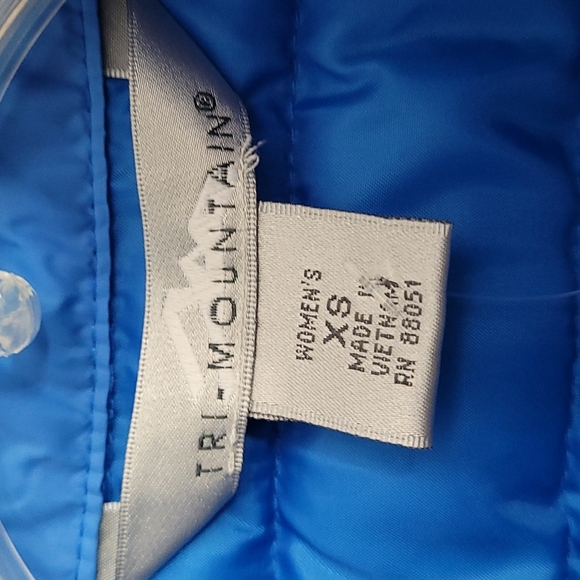 TRI-MOUNTAIN®
WOMEN'S
XS
MADE IN
VIETNAM
RN 88051